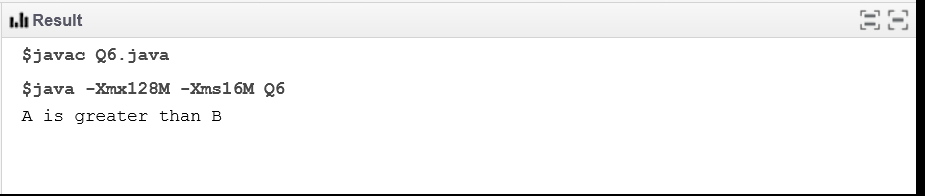 Result
$javac Q6.java
$java -Xmx128M -Xms16M Q6
A is greater than B